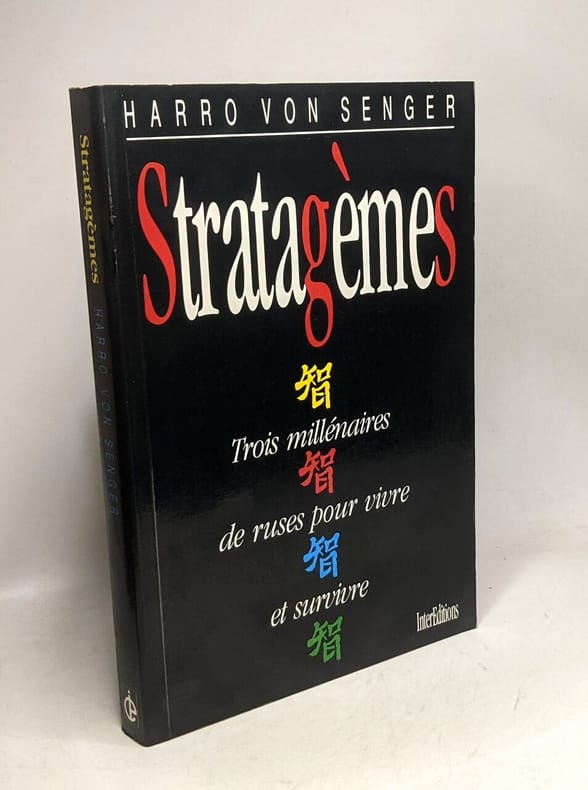 HARRO VON SENGER
Stratagèmes
智
Trois millénaires
智
de ruses pour vivre
智
et survivre
智
InterEditions
Stratagèmes HARRO VON SENGER
ie